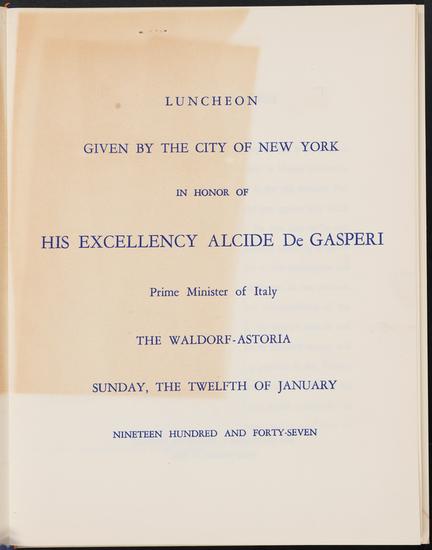 LUNCHEON
GIVEN BY THE CITY OF NEW YORK
IN HONOR OF
HIS EXCELLENCY ALCIDE De GASPERI
Prime Minister of Italy
THE WALDORF-ASTORIA
SUNDAY, THE TWELFTH OF JANUARY
NINETEEN HUNDRED AND FORTY-SEVEN